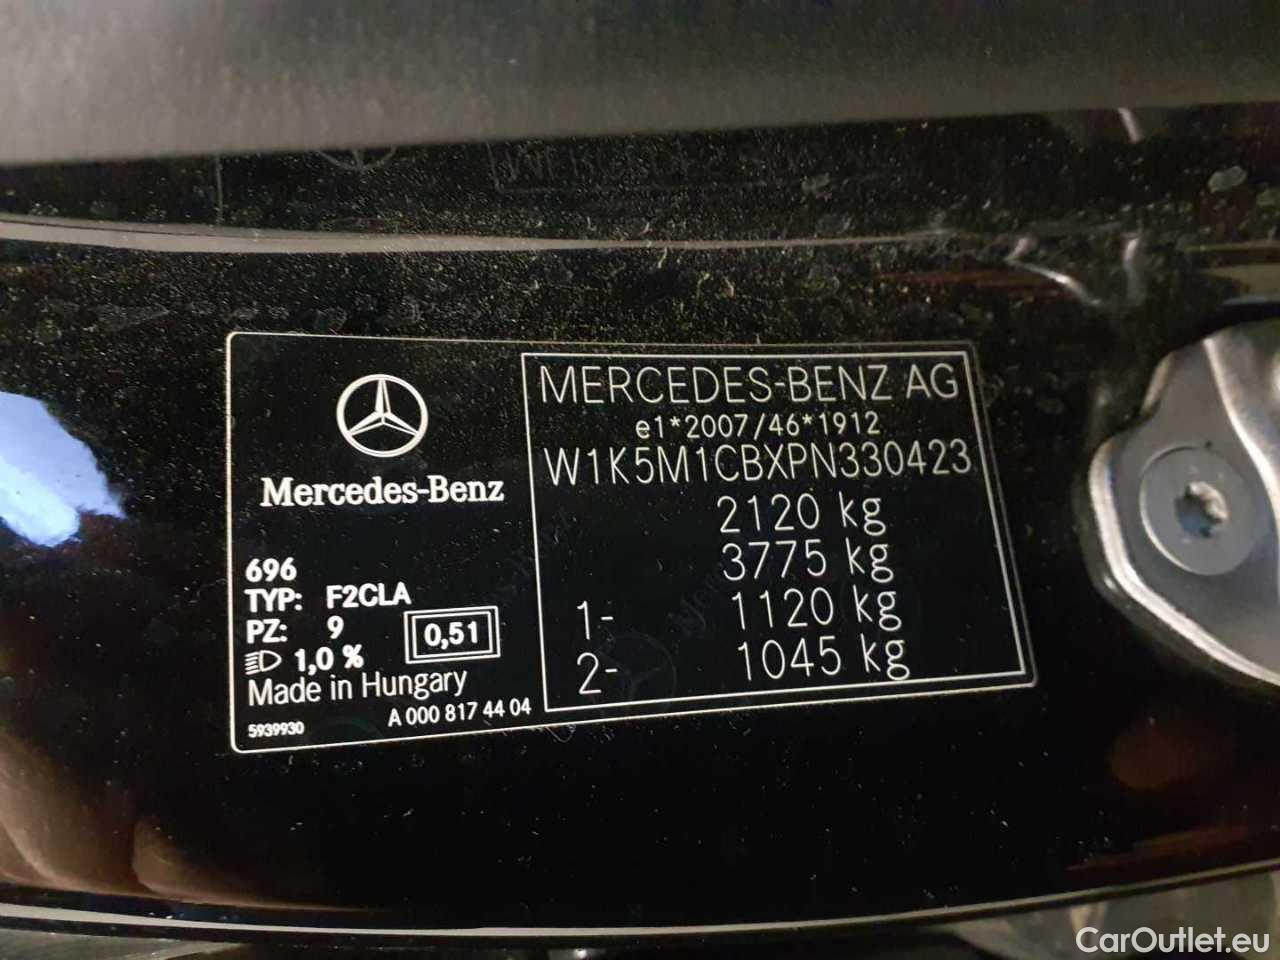 Mercedes-Benz
696
TYP: F2CLA
PZ: 9
1,0 %
0,51
Made in Hungary
5939930
A 000 817 44 04
MERCEDES-BENZ AG
e1*2007/46*1912
W1K5M1CBXPN330423
2120 kg
3775 kg
1- 1120 kg
2- 1045 kg
CarOutlet.eu